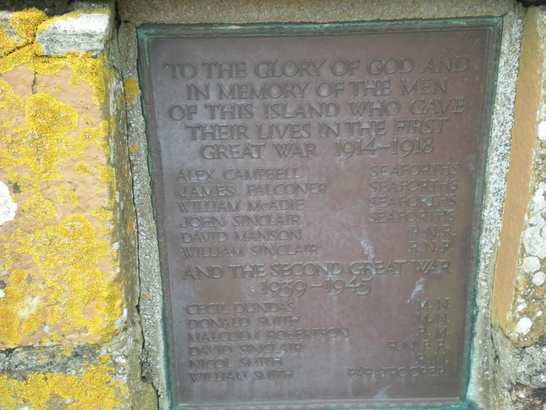 TO THE GLORY OF GOD AND
IN MEMORY OF THE MEN
OF THIS ISLAND WHO GAVE
THEIR LIVES IN THE FIRST
GREAT WAR 1914-1918
ALEX CAMPBELL SEAFORTHS
JAMES FALCONER SEAFORTHS
WILLIAM McADIE SEAFORTHS
JOHN SINCLAIR SEAFORTHS
DAVID MANSON R.N.R.
WILLIAM SINCLAIR R.N.R.
AND THE SECOND GREAT WAR
1939-1945
CECIL DUNDAS M.N.
DONALD SMITH M.N.
MALCOLM ROBERTSON
DAVID SINCLAIR
SMITH
WILLIAM SMITH PARATROOPER